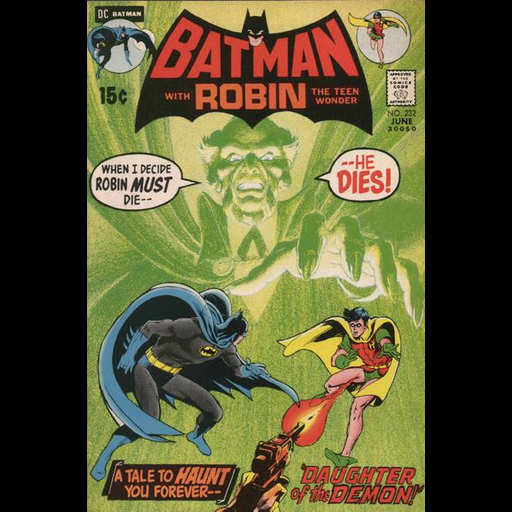 DC BATMAN
BATMAN
WITH ROBIN THE TEEN WONDER
15¢
APPROVED
BY THE
COMICS
CODE
AUTHORITY
NO. 232
JUNE
30050
WHEN I DECIDE
ROBIN MUST
DIE--
--HE
DIES!
A TALE TO HAUNT
YOU FOREVER--
"DAUGHTER
of the DEMON!"